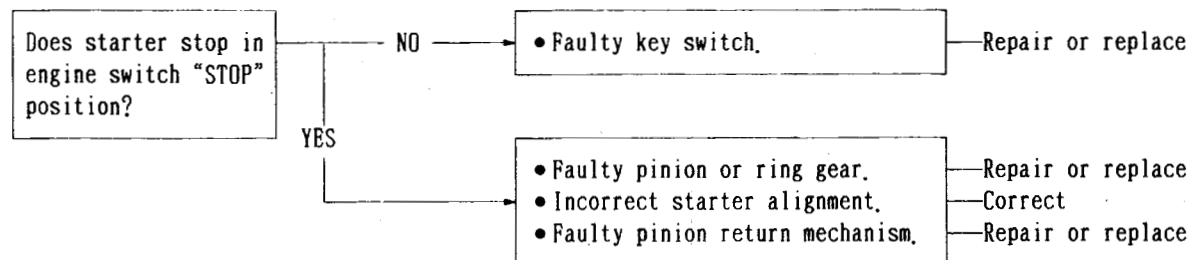 Does starter stop in
engine switch “STOP”
position?
NO
• Faulty key switch.
Repair or replace
YES
• Faulty pinion or ring gear.
Repair or replace
• Incorrect starter alignment.
Correct
• Faulty pinion return mechanism.
Repair or replace